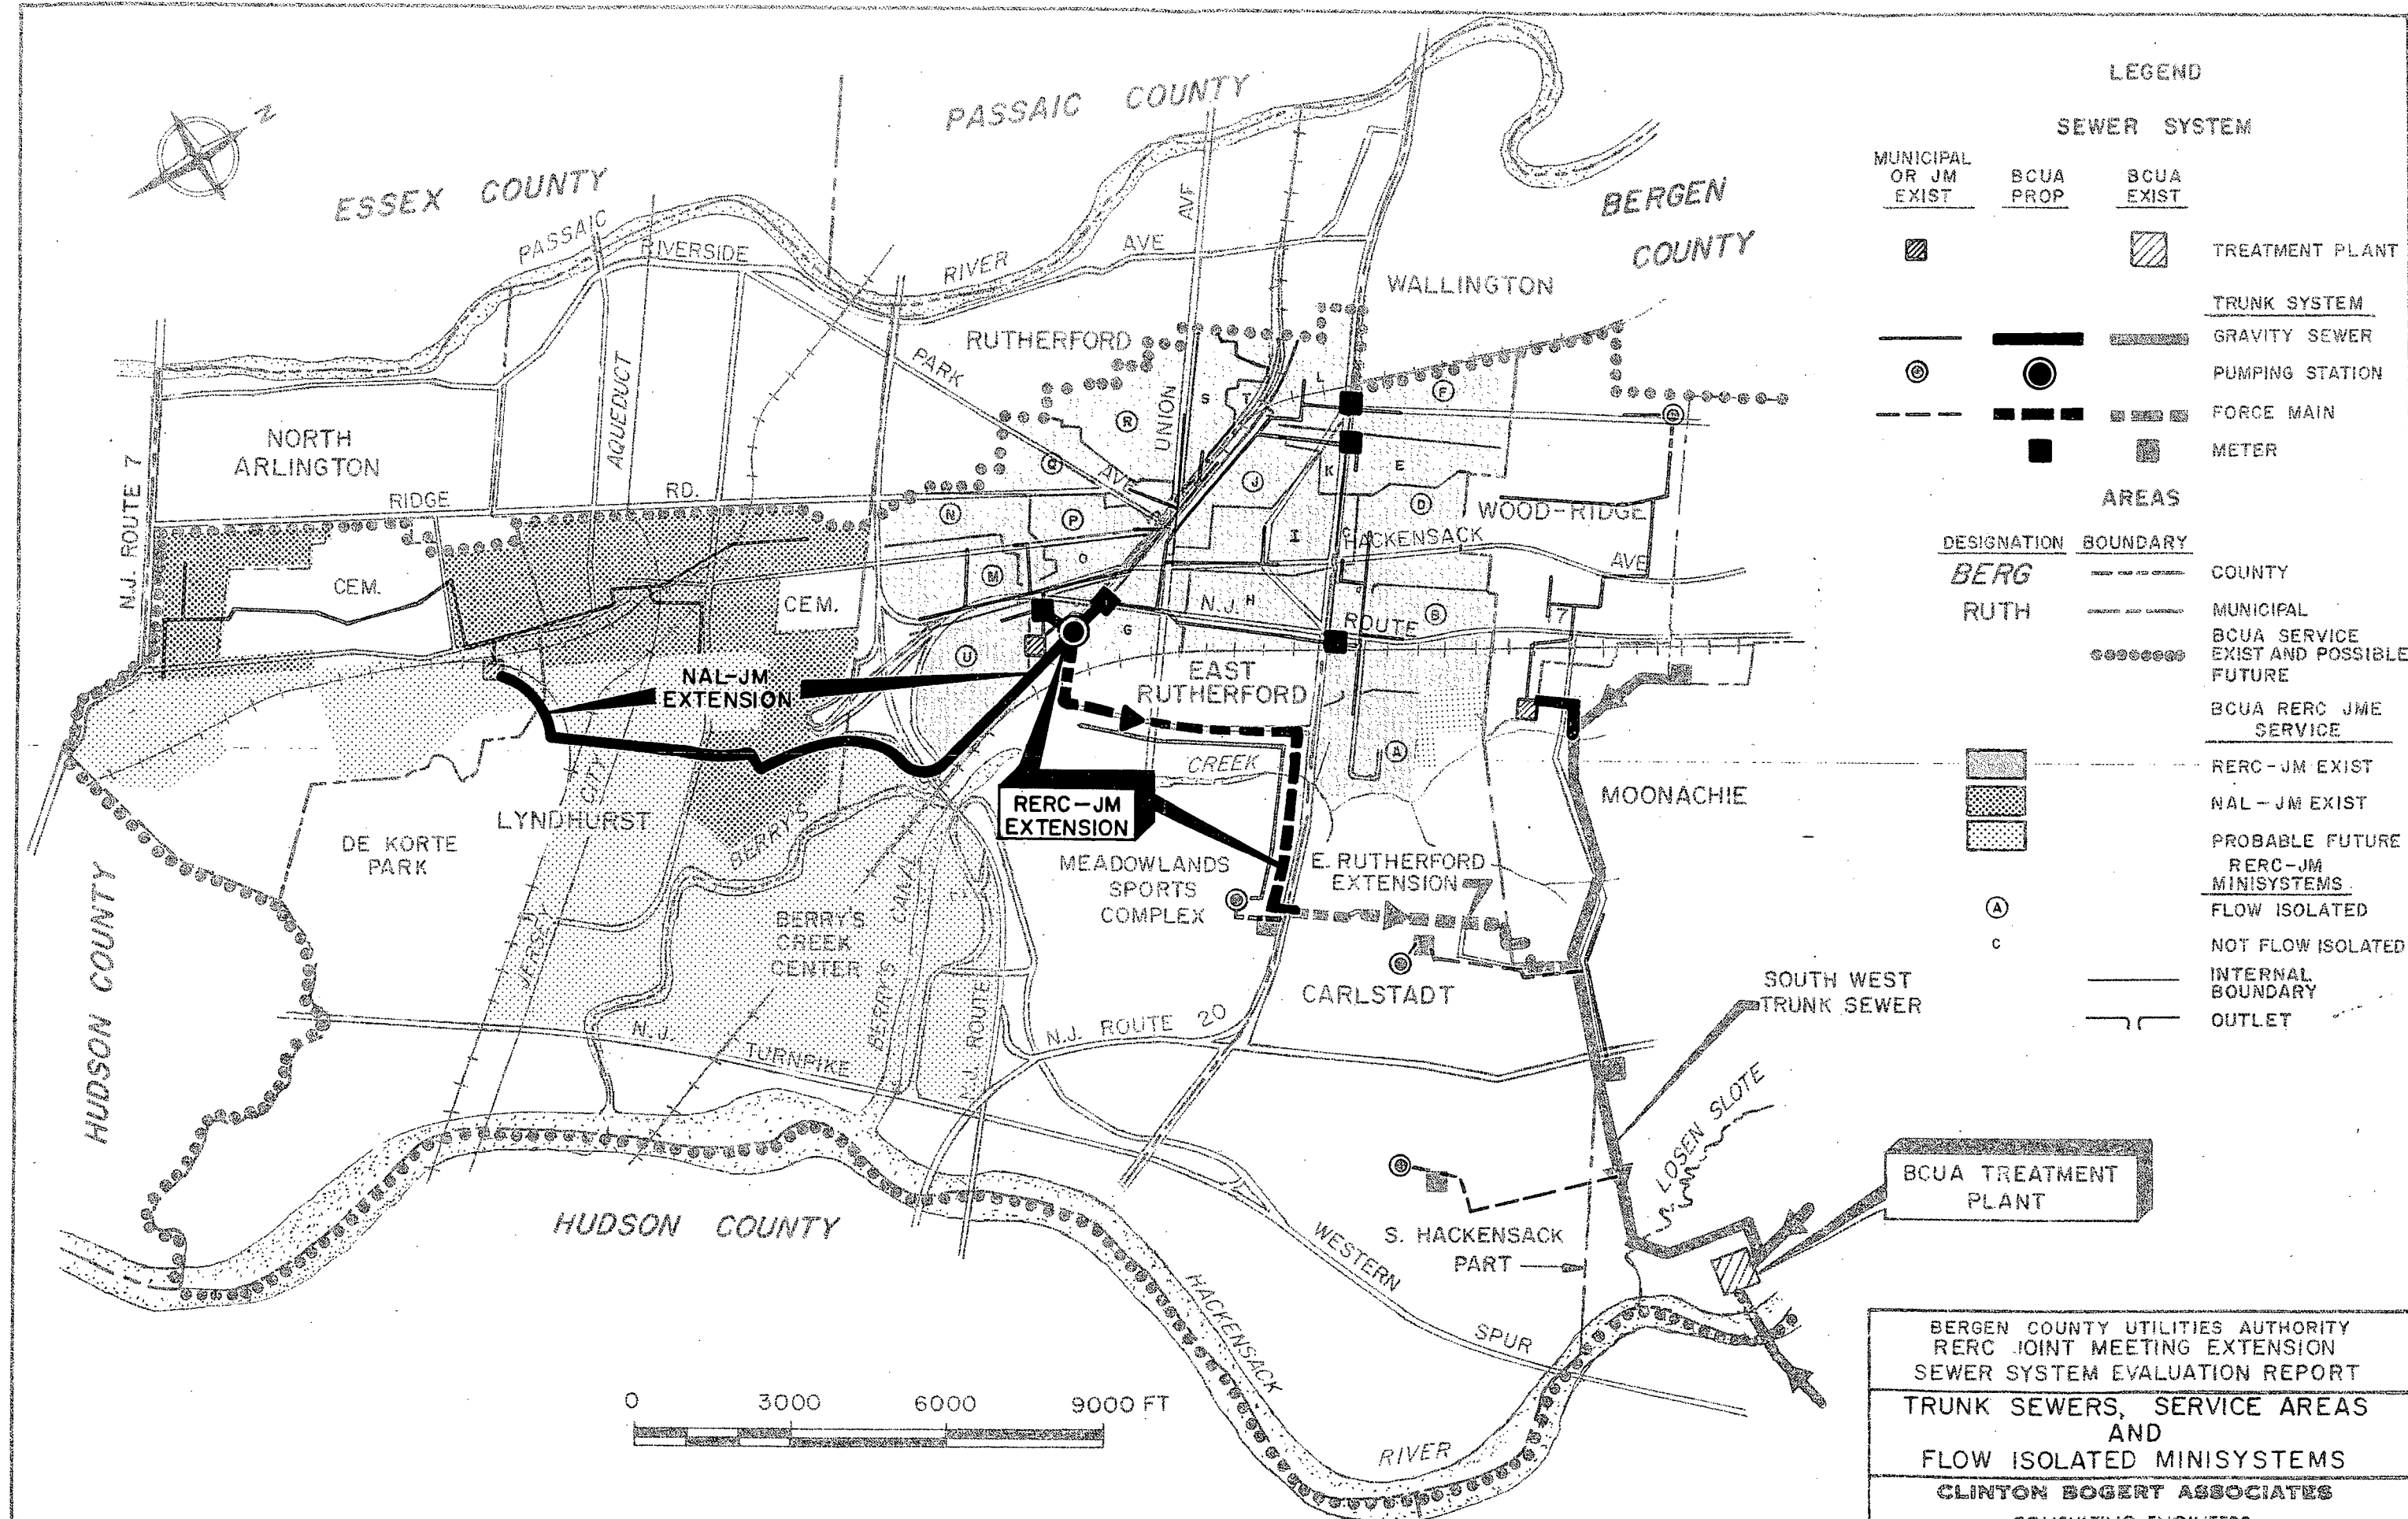 LEGEND
SEWER SYSTEM
MUNICIPAL
OR JM
EXIST
BCUA
PROP
BCUA
EXIST
TREATMENT PLANT
TRUNK SYSTEM
GRAVITY SEWER
PUMPING STATION
FORCE MAIN
METER
AREAS
DESIGNATION BOUNDARY
BERG COUNTY
RUTH MUNICIPAL
BCUA SERVICE
EXIST AND POSSIBLE
FUTURE
BCUA RERC JME
SERVICE
RERC-JM EXIST
NAL-JM EXIST
PROBABLE FUTURE
RERC-JM
MINISYSTEMS
A FLOW ISOLATED
C NOT FLOW ISOLATED
INTERNAL
BOUNDARY
OUTLET
N
ESSEX COUNTY
PASSAIC COUNTY
BERGEN
COUNTY
PASSAIC
RIVERSIDE
RIVER
AVE
AVE
WALLINGTON
RUTHERFORD
PARK
AVE
UNION
AQUEDUCT
NORTH
ARLINGTON
N.J. ROUTE 7
RIDGE
RD.
L
F
S
T
R
Q
J
K
E
D
N
P
I
C
O
M
H
B
G
U
A
WOOD-RIDGE
HACKENSACK
AVE
CEM.
CEM.
N.J.
ROUTE
17
NAL-JM
EXTENSION
EAST
RUTHERFORD
CREEK
RERC-JM
EXTENSION
MOONACHIE
LYNDHURST
CITY
JERSEY
DE KORTE
PARK
BERRY'S
MEADOWLANDS
SPORTS
COMPLEX
E. RUTHERFORD
EXTENSION
BERRY'S
CREEK
CENTER
CANAL
BERRY'S
CARLSTADT
SOUTH WEST
TRUNK SEWER
HUDSON COUNTY
N.J.
TURNPIKE
N.J. ROUTE
3
N.J. ROUTE 20
LOSEN SLOTE
BCUA TREATMENT
PLANT
HUDSON COUNTY
S. HACKENSACK
PART
WESTERN
SPUR
HACKENSACK
RIVER
0 3000 6000 9000 FT
BERGEN COUNTY UTILITIES AUTHORITY
RERC JOINT MEETING EXTENSION
SEWER SYSTEM EVALUATION REPORT
TRUNK SEWERS, SERVICE AREAS
AND
FLOW ISOLATED MINISYSTEMS
CLINTON BOGERT ASSOCIATES